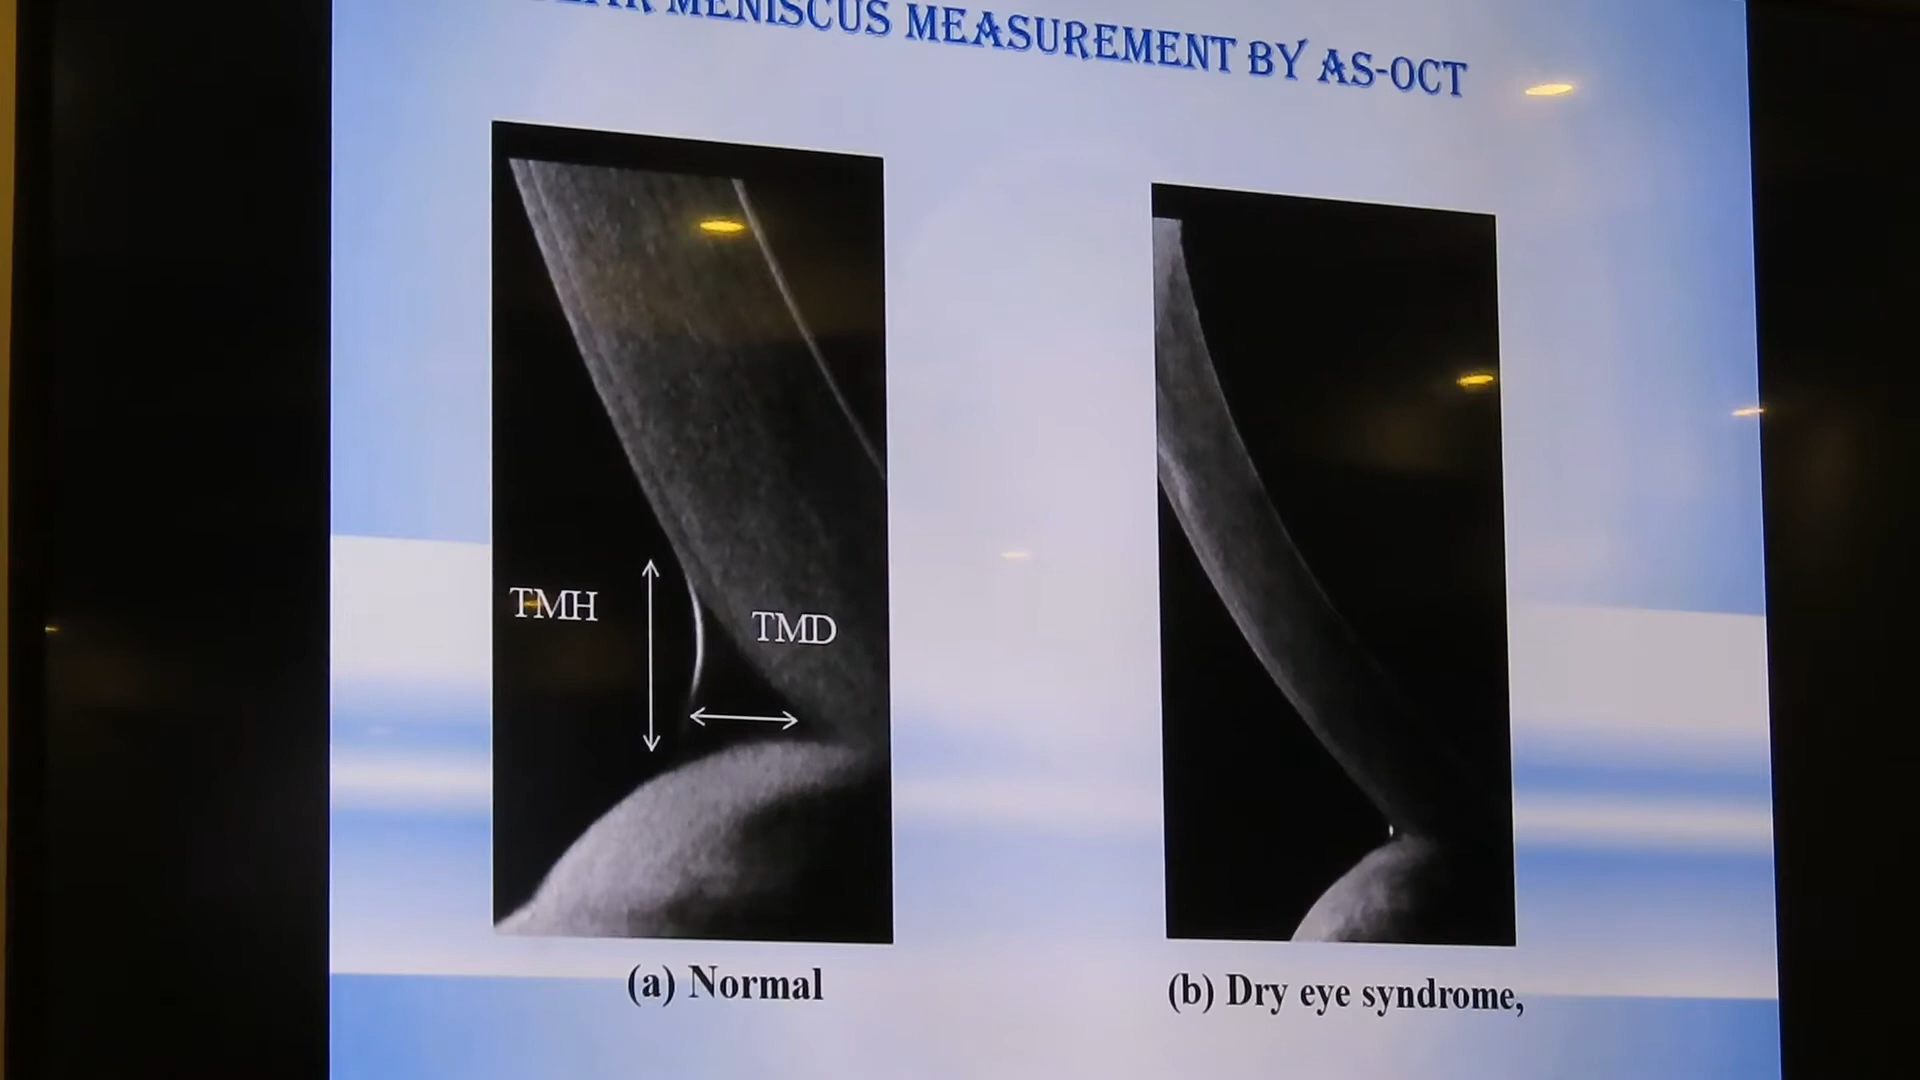 MENISCUS MEASUREMENT BY AS-OCT
TMH
TMD
(a) Normal
(b) Dry eye syndrome,